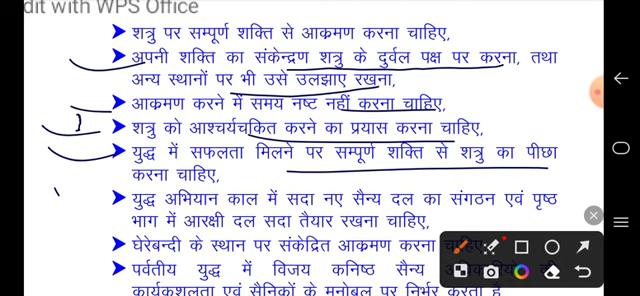 dit with WPS Office
➤ शत्रु पर सम्पूर्ण शक्ति से आक्रमण करना चाहिए,
➤ अपनी शक्ति का संकेन्द्रण शत्रु के दुर्वल पक्ष पर करना, तथा
अन्य स्थानों पर भी उसे उलझाए रखना,
➤ आक्रमण करने में समय नष्ट नहीं करना चाहिए,
➤ शत्रु को आश्चर्यचकित करने का प्रयास करना चाहिए,
➤ युद्ध में सफलता मिलने पर सम्पूर्ण शक्ति से शत्रु का पीछा
करना चाहिए,
➤ युद्ध अभियान काल में सदा नए सैन्य दल का संगठन एवं पृष्ठ
भाग में आरक्षी दल सदा तैयार रखना चाहिए,
➤ घेरेबन्दी के स्थान पर संकेद्रित आक्रमण करना चाहिए,
➤ पर्वतीय युद्ध में विजय कनिष्ठ सैन्य
कार्यकुशलता एवं सैनिकों के मनोबल पर निर्भर करता है